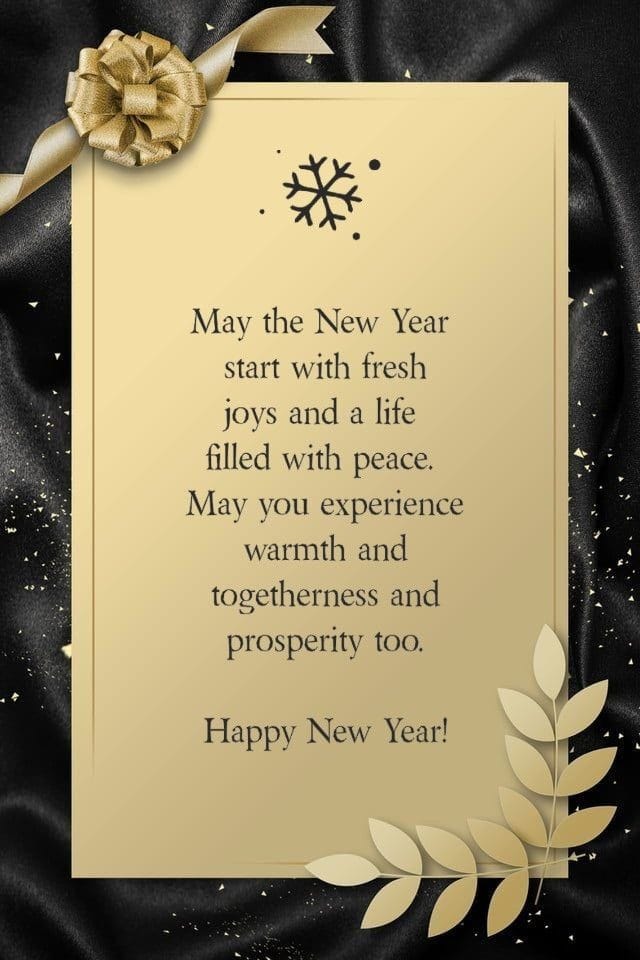 May the New Year
start with fresh
joys and a life
filled with peace.
May you experience
warmth and
togetherness and
prosperity too.
Happy New Year!